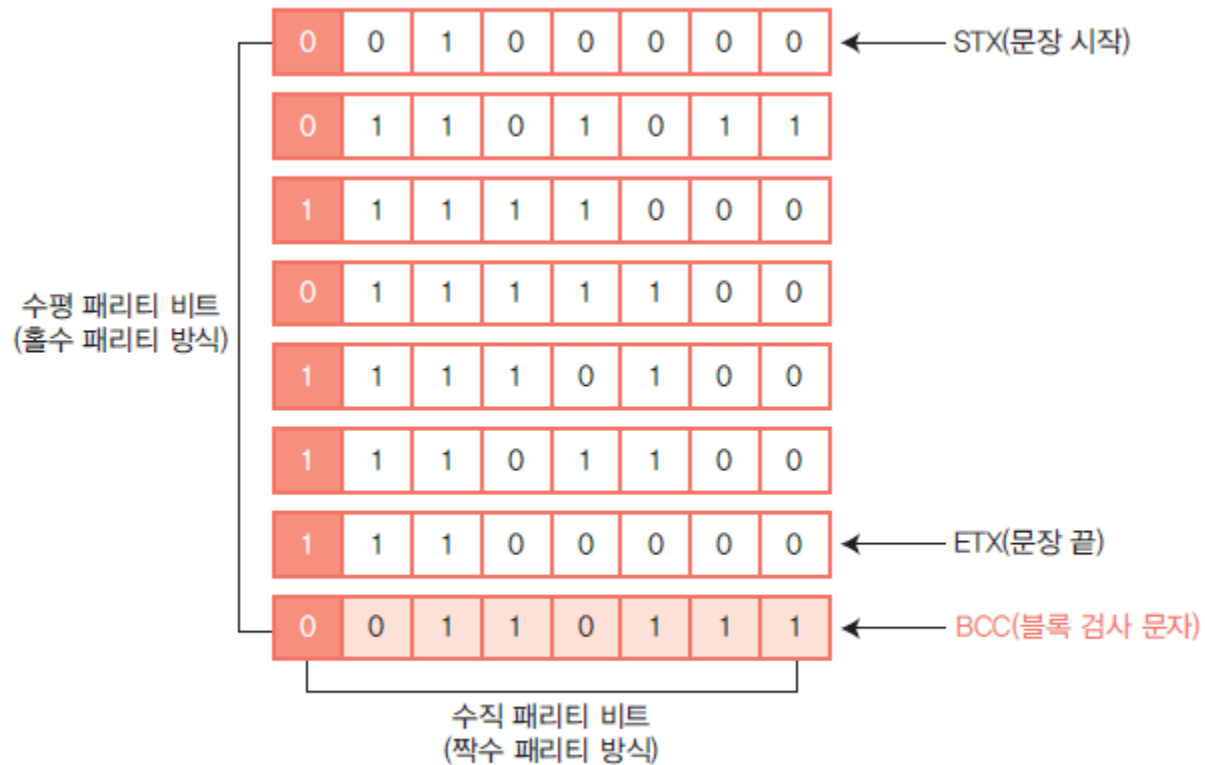 0 0 1 0 0 0 0 0 STX(문장 시작)
0 1 1 0 1 0 1 1
1 1 1 1 1 0 0 0
0 1 1 1 1 1 0 0
수평 패리티 비트
(홀수 패리티 방식)
1 1 1 1 0 1 0 0
1 1 1 0 1 1 0 0
1 1 1 0 0 0 0 0 ETX(문장 끝)
0 0 1 1 0 1 1 1 BCC(블록 검사 문자)
수직 패리티 비트
(짝수 패리티 방식)